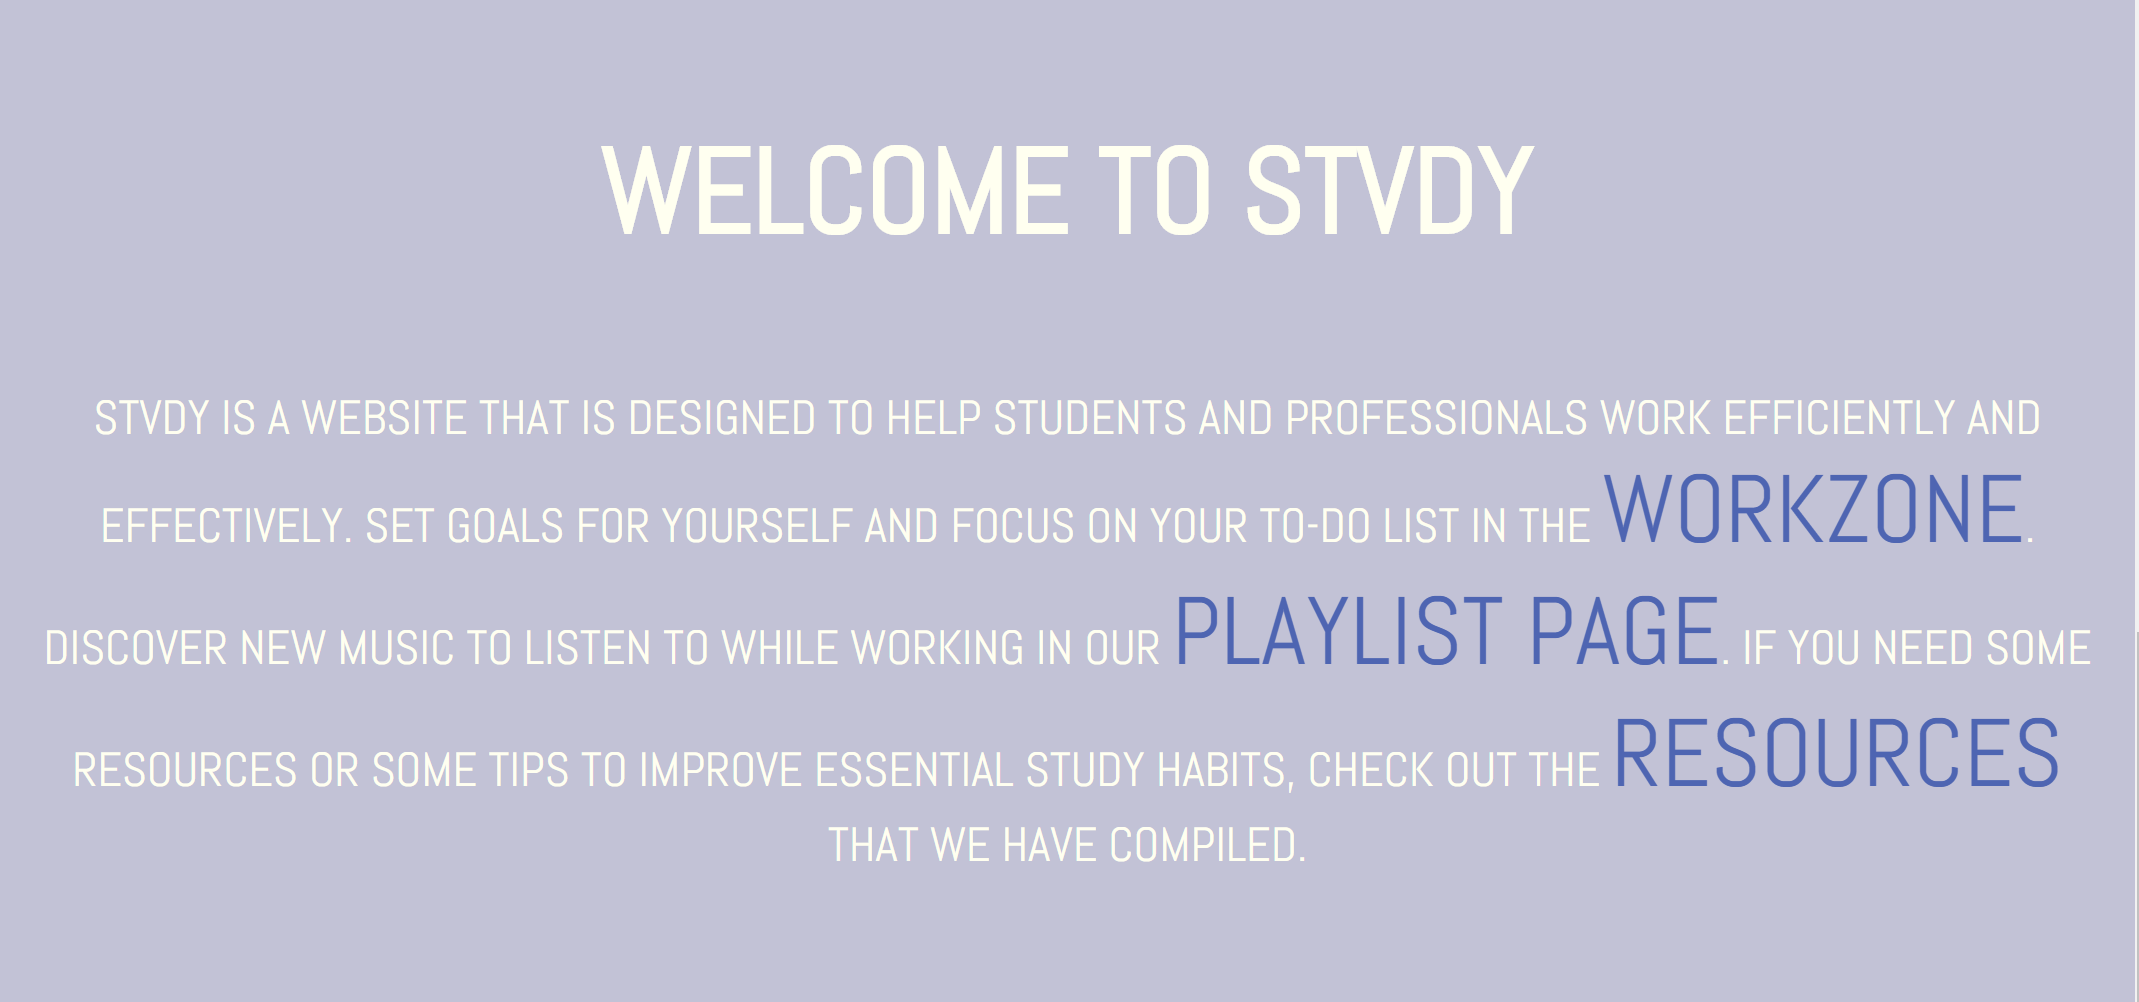 WELCOME TO STVDY
STVDY IS A WEBSITE THAT IS DESIGNED TO HELP STUDENTS AND PROFESSIONALS WORK EFFICIENTLY AND
EFFECTIVELY. SET GOALS FOR YOURSELF AND FOCUS ON YOUR TO-DO LIST IN THE WORKZONE.
DISCOVER NEW MUSIC TO LISTEN TO WHILE WORKING IN OUR PLAYLIST PAGE. IF YOU NEED SOME
RESOURCES OR SOME TIPS TO IMPROVE ESSENTIAL STUDY HABITS, CHECK OUT THE RESOURCES
THAT WE HAVE COMPILED.